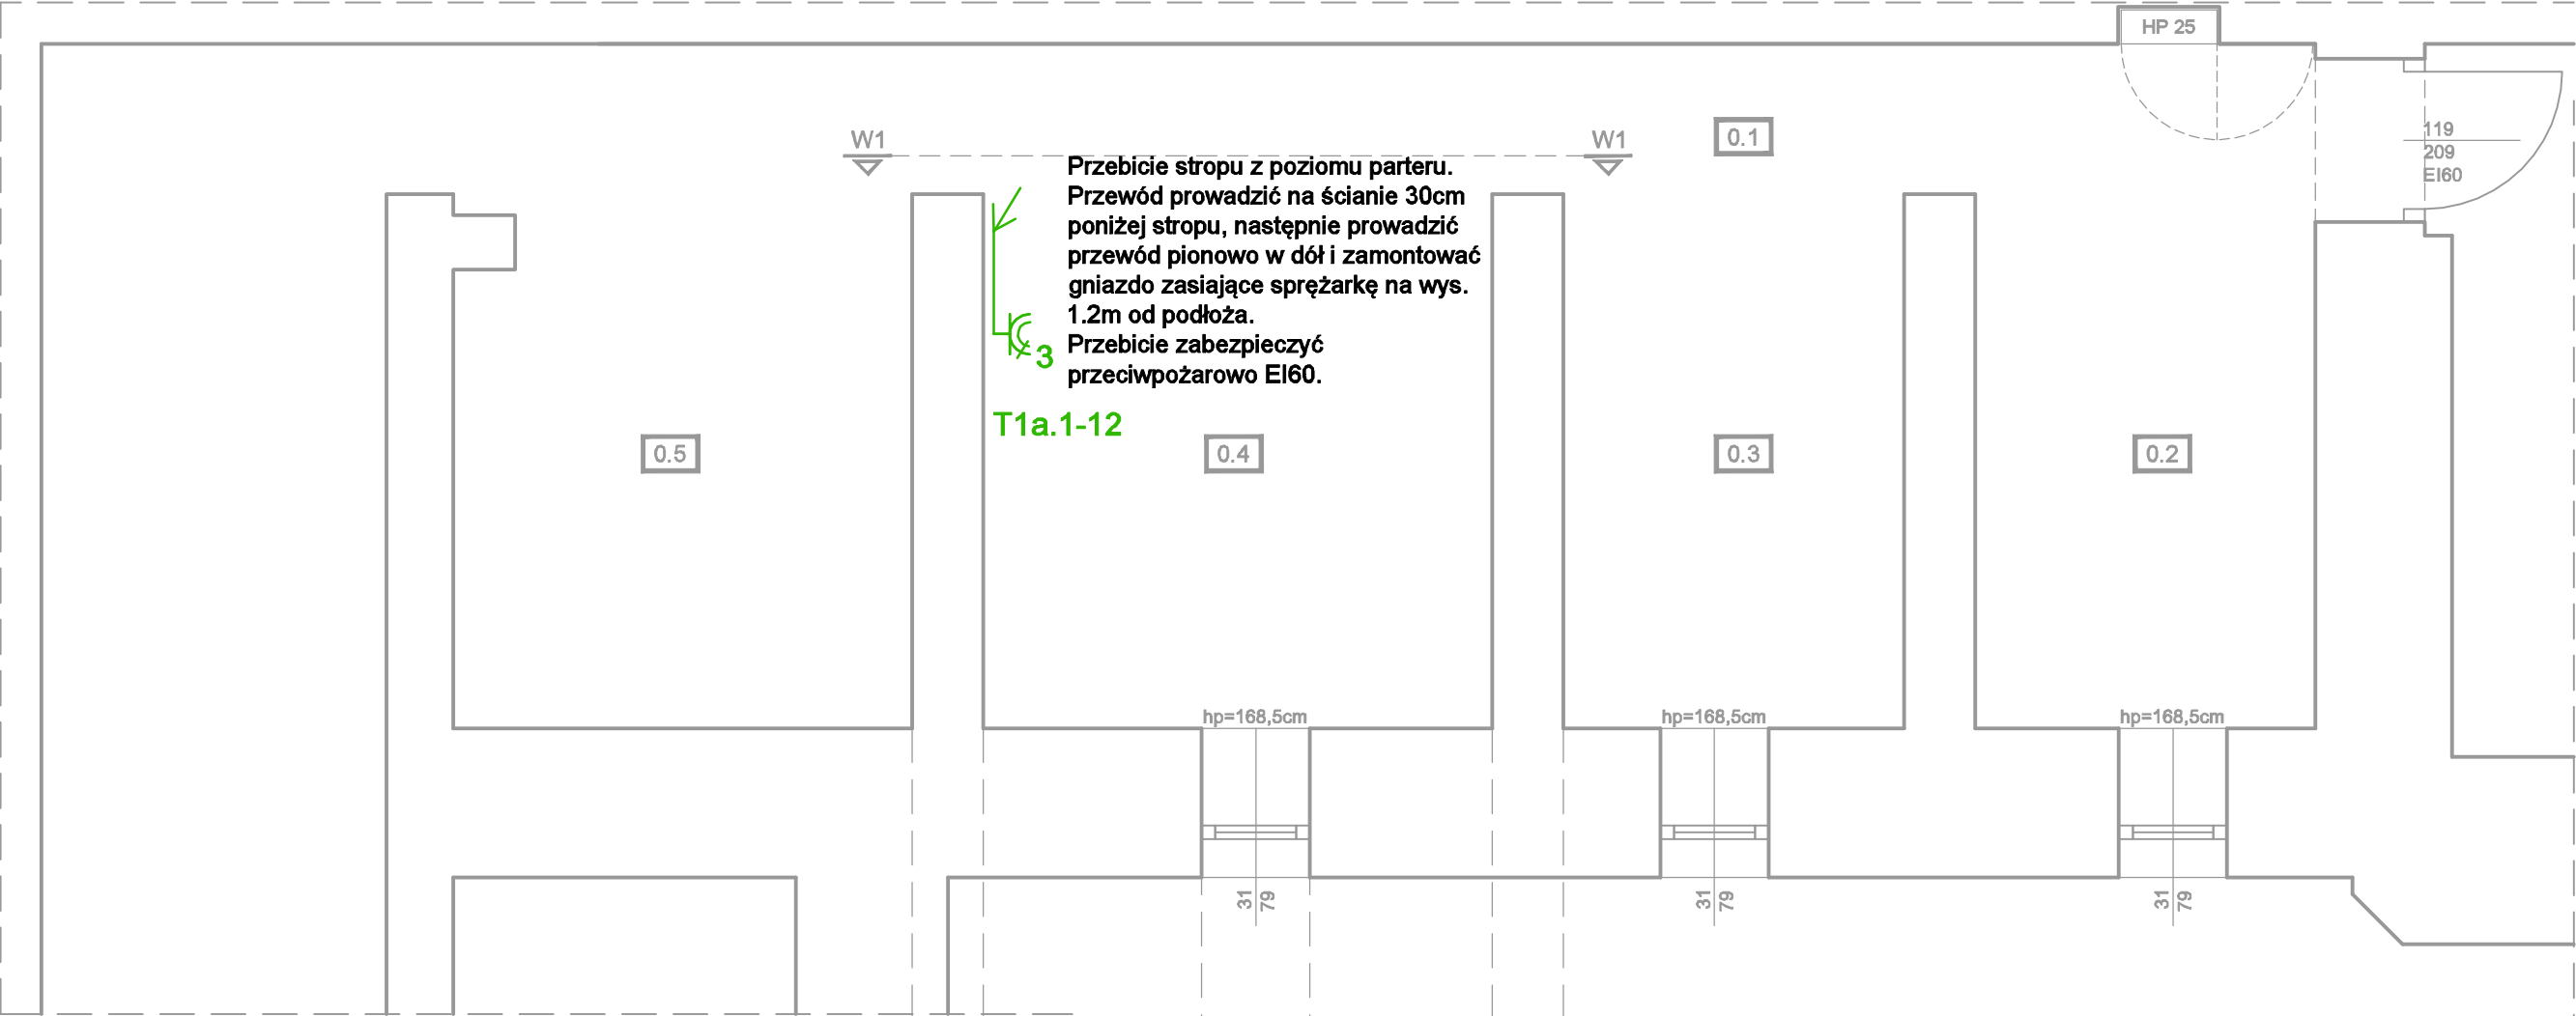 HP 25
119
209
EI60
0.1
W1
W1
Przebicie stropu z poziomu parteru.
Przewód prowadzić na ścianie 30cm
poniżej stropu, następnie prowadzić
przewód pionowo w dół i zamontować
gniazdo zasiające sprężarkę na wys.
1.2m od podłoża.
Przebicie zabezpieczyć
przeciwpożarowo EI60.
3
T1a.1-12
0.5
0.4
0.3
0.2
hp=168,5cm
hp=168,5cm
hp=168,5cm
31
79
31
79
31
79